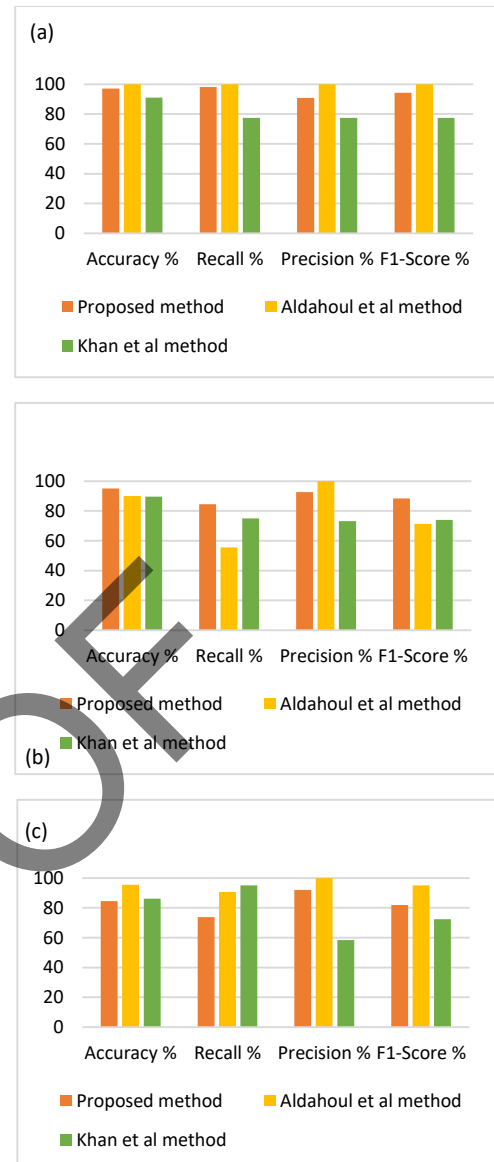 (a)
100
80
60
40
20
0
Accuracy % Recall % Precision % F1-Score %
Proposed method Aldahoul et al method
Khan et al method
100
80
60
40
20
0
Accuracy % Recall % Precision % F1-Score %
Proposed method Aldahoul et al method
Khan et al method
(b)
(c)
100
80
60
40
20
0
Accuracy % Recall % Precision % F1-Score %
Proposed method Aldahoul et al method
Khan et al method
OF